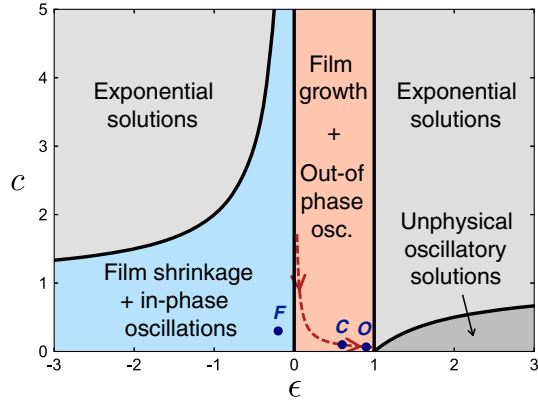 5
4
3
2
1
0
c
Exponential
solutions
Film
growth
+
Out-of
phase
osc.
Exponential
solutions
Unphysical
oscillatory
solutions
Film shrinkage
+ in-phase
oscillations
F
C
O
-3 -2 -1 0 1 2 3
ϵ